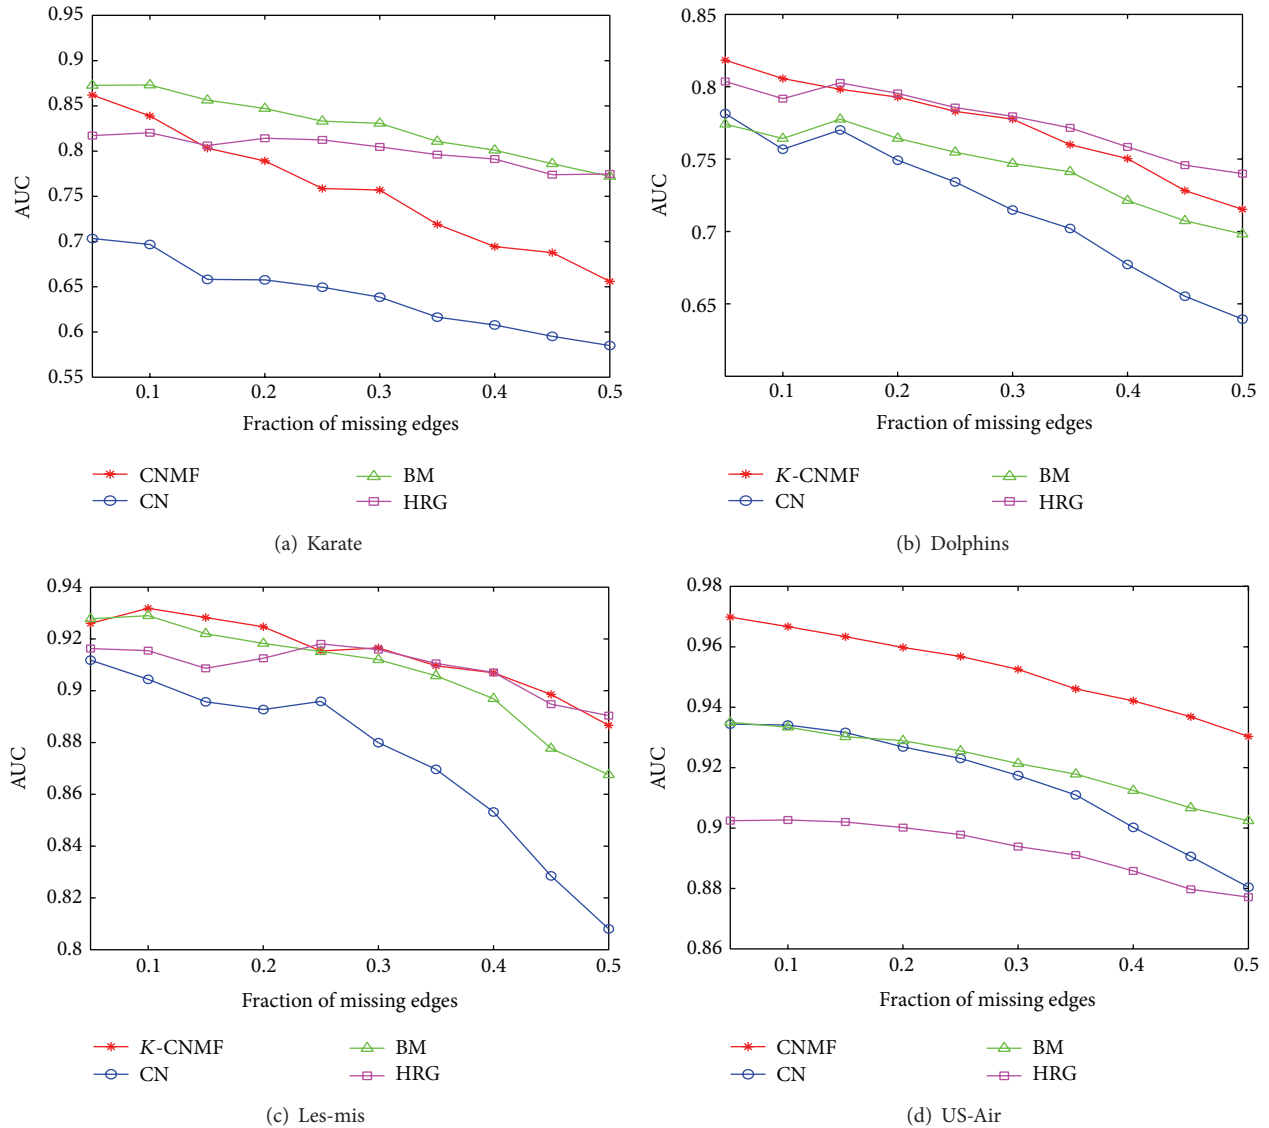 0.95
0.9
0.85
0.8
0.75
0.7
0.65
0.6
0.55
AUC
0.1 0.2 0.3 0.4 0.5
Fraction of missing edges
CNMF BM
CN HRG
(a) Karate
0.85
0.8
0.75
0.7
0.65
AUC
0.1 0.2 0.3 0.4 0.5
Fraction of missing edges
K-CNMF BM
CN HRG
(b) Dolphins
0.94
0.92
0.9
0.88
0.86
0.84
0.82
0.8
AUC
0.1 0.2 0.3 0.4 0.5
Fraction of missing edges
K-CNMF BM
CN HRG
(c) Les-mis
0.98
0.96
0.94
0.92
0.9
0.88
0.86
AUC
0.1 0.2 0.3 0.4 0.5
Fraction of missing edges
CNMF BM
CN HRG
(d) US-Air